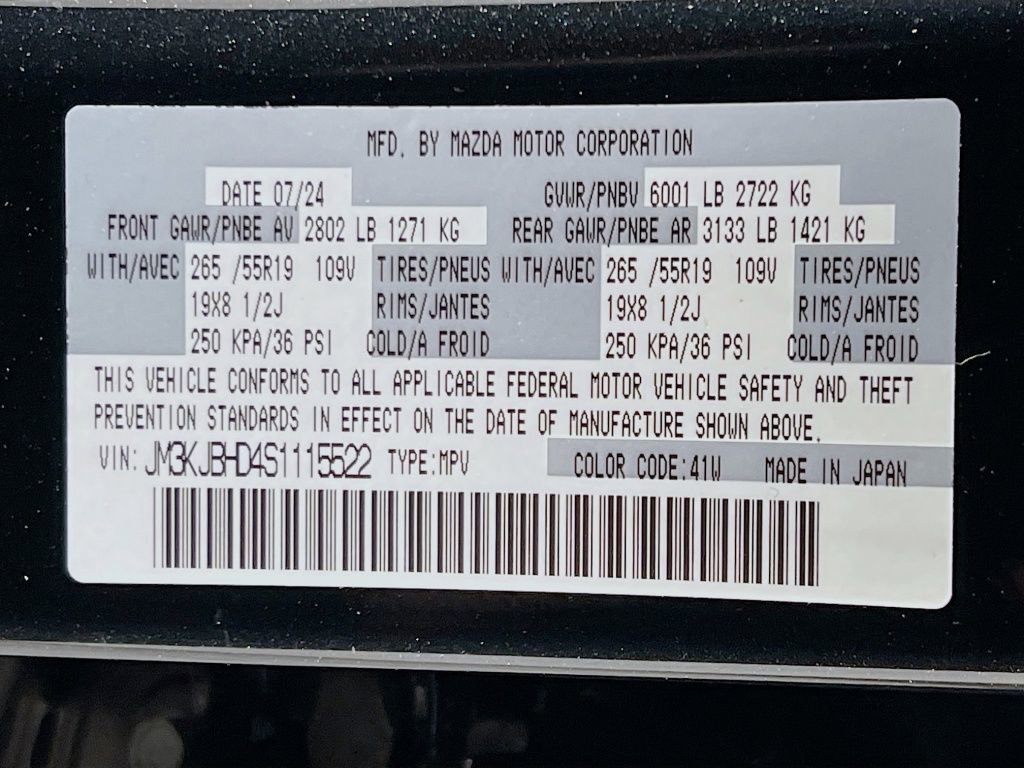 MFD. BY MAZDA MOTOR CORPORATION
DATE 07/24 GVWR/PNBV 6001 LB 2722 KG
FRONT GAWR/PNBE AV 2802 LB 1271 KG REAR GAWR/PNBE AR 3133 LB 1421 KG
WITH/AVEC 265 /55R19 109V TIRES/PNEUS WITH/AVEC 265 /55R19 109V TIRES/PNEUS
19X8 1/2J RIMS/JANTES 19X8 1/2J RIMS/JANTES
250 KPA/36 PSI COLD/A FROID 250 KPA/36 PSI COLD/A FROID
THIS VEHICLE CONFORMS TO ALL APPLICABLE FEDERAL MOTOR VEHICLE SAFETY AND THEFT
PREVENTION STANDARDS IN EFFECT ON THE DATE OF MANUFACTURE SHOWN ABOVE.
VIN: JM3KJBHD4S1115522 TYPE:MPV COLOR CODE:41W MADE IN JAPAN